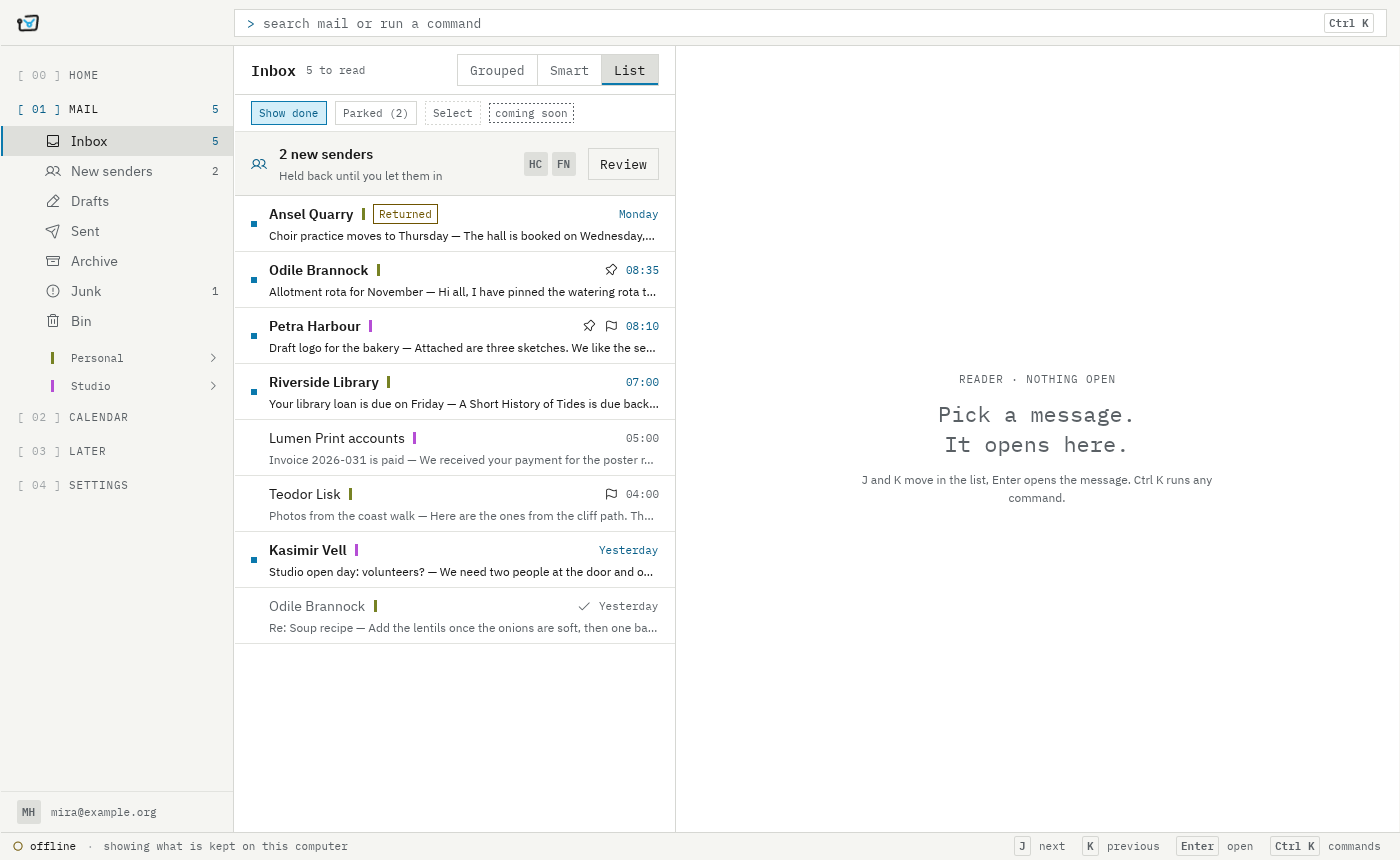 > search mail or run a command Ctrl K
[ 00 ] HOME
[ 01 ] MAIL 5
Inbox 5
New senders 2
Drafts
Sent
Archive
Junk 1
Bin
Personal
Studio
[ 02 ] CALENDAR
[ 03 ] LATER
[ 04 ] SETTINGS
MH mira@example.org
Inbox 5 to read Grouped Smart List
Show done Parked (2) Select coming soon
2 new senders
Held back until you let them in
HC FN Review
Ansel Quarry Returned Monday
Choir practice moves to Thursday — The hall is booked on Wednesday,…
Odile Brannock 08:35
Allotment rota for November — Hi all, I have pinned the watering rota t…
Petra Harbour 08:10
Draft logo for the bakery — Attached are three sketches. We like the se…
Riverside Library 07:00
Your library loan is due on Friday — A Short History of Tides is due back…
Lumen Print accounts 05:00
Invoice 2026-031 is paid — We received your payment for the poster r…
Teodor Lisk 04:00
Photos from the coast walk — Here are the ones from the cliff path. Th…
Kasimir Vell Yesterday
Studio open day: volunteers? — We need two people at the door and o…
Odile Brannock Yesterday
Re: Soup recipe — Add the lentils once the onions are soft, then one ba…
READER · NOTHING OPEN
Pick a message.
It opens here.
J and K move in the list, Enter opens the message. Ctrl K runs any
command.
offline · showing what is kept on this computer
J next K previous Enter open Ctrl K commands